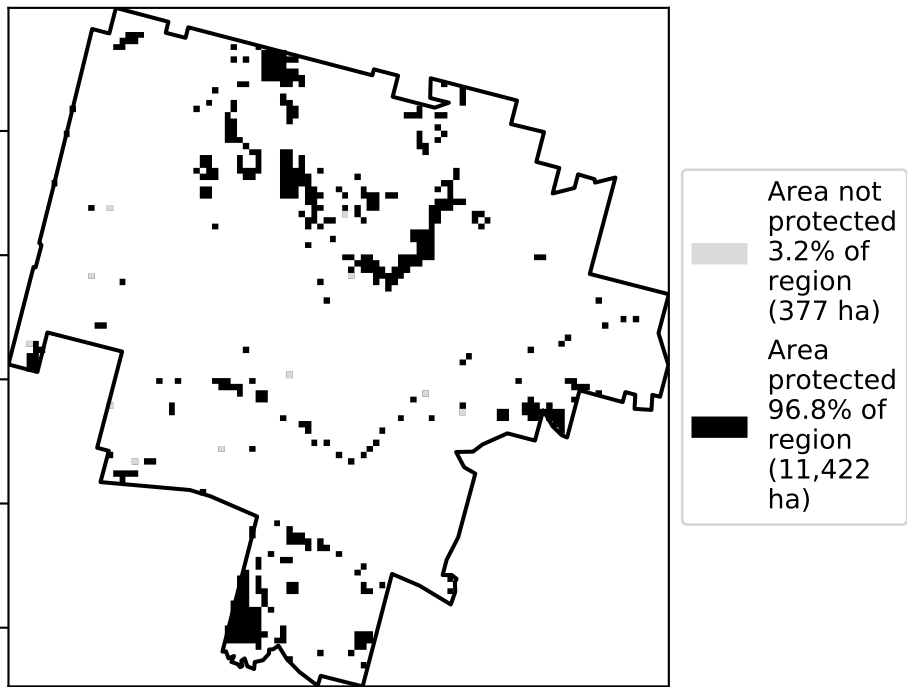 Area not
protected
3.2% of
region
(377 ha)
Area
protected
96.8% of
region
(11,422
ha)